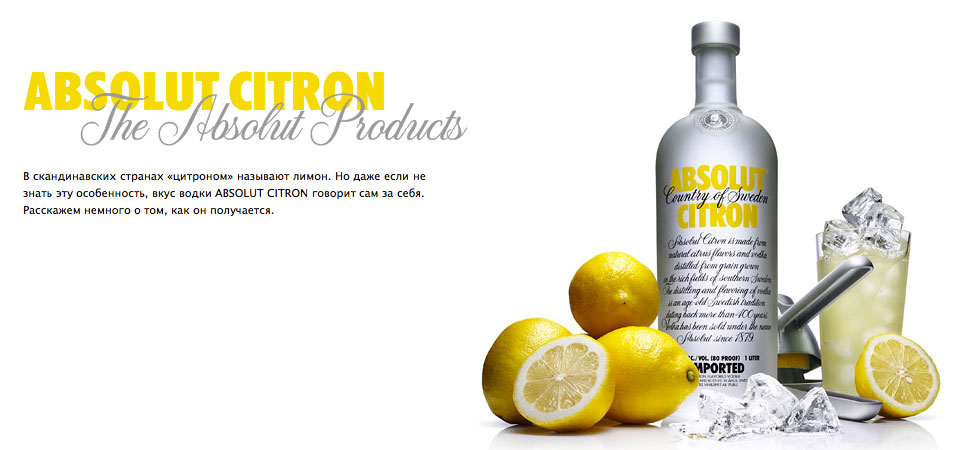 ABSOLUT CITRON
The Absolut Products
В скандинавских странах «цитроном» называют лимон. Но даже если не
знать эту особенность, вкус водки ABSOLUT CITRON говорит сам за себя.
Расскажем немного о том, как он получается.
ABSOLUT
Country of Sweden
CITRON
Absolut Citron is made from
natural citrus flavors and vodka
distilled from grain grown
in the rich fields of southern Sweden.
The distilling and flavoring of vodka
is an age-old Swedish tradition
dating back more than 400 years.
Vodka has been sold under the name
Absolut since 1879.
/VOL. (80 PROOF) 1 LITER
IMPORTED